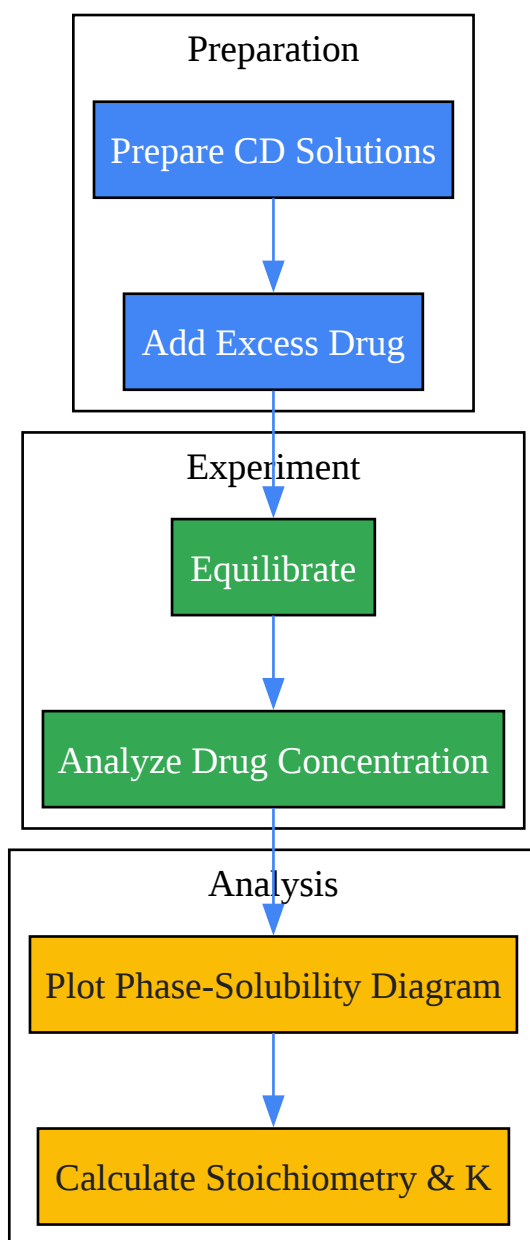 Preparation
Prepare CD Solutions
Add Excess Drug
Experiment
Equilibrate
Analyze Drug Concentration
Analysis
Plot Phase-Solubility Diagram
Calculate Stoichiometry & K